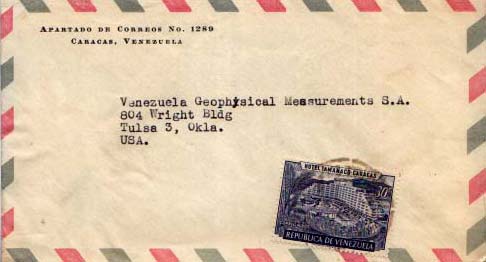 APARTADO DE CORREOS No. 1289
CARACAS, VENEZUELA
Venezuela Geophysical Measurements S.A.
804 Wright Bldg
Tulsa 3, Okla.
USA.
HOTEL TAMANACO-CARACAS
30
REPUBLICA DE VENEZUELA